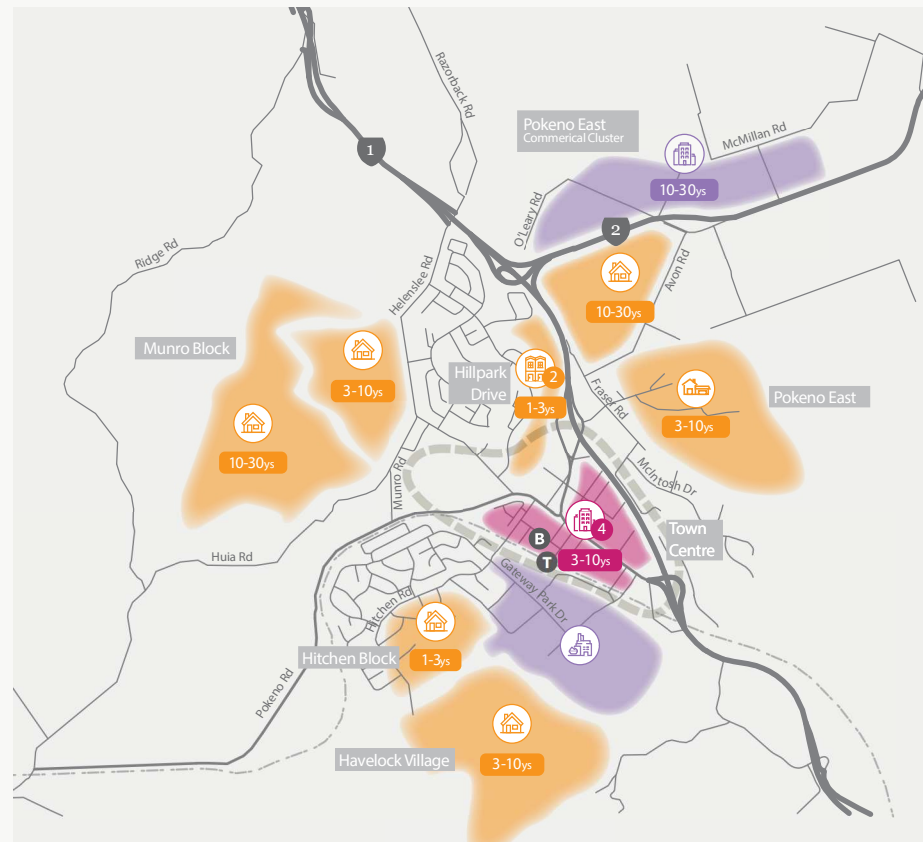 Razorback Rd
1
Pokeno East
Commerical Cluster
McMillan Rd
10-30ys
O'Leary Rd
2
Ridge Rd
Helenslee Rd
Avon Rd
10-30ys
Munro Block
3-10ys
Hillpark
Drive
2
1-3ys
Fraser Rd
Pokeno East
3-10ys
10-30ys
Munro Rd
McIntosh Dr
Huia Rd
4
Town
Centre
B
T
3-10ys
Gateway Park Dr
Hitchen Rd
Hitchen Block
1-3ys
Pokeno Rd
Havelock Village
3-10ys